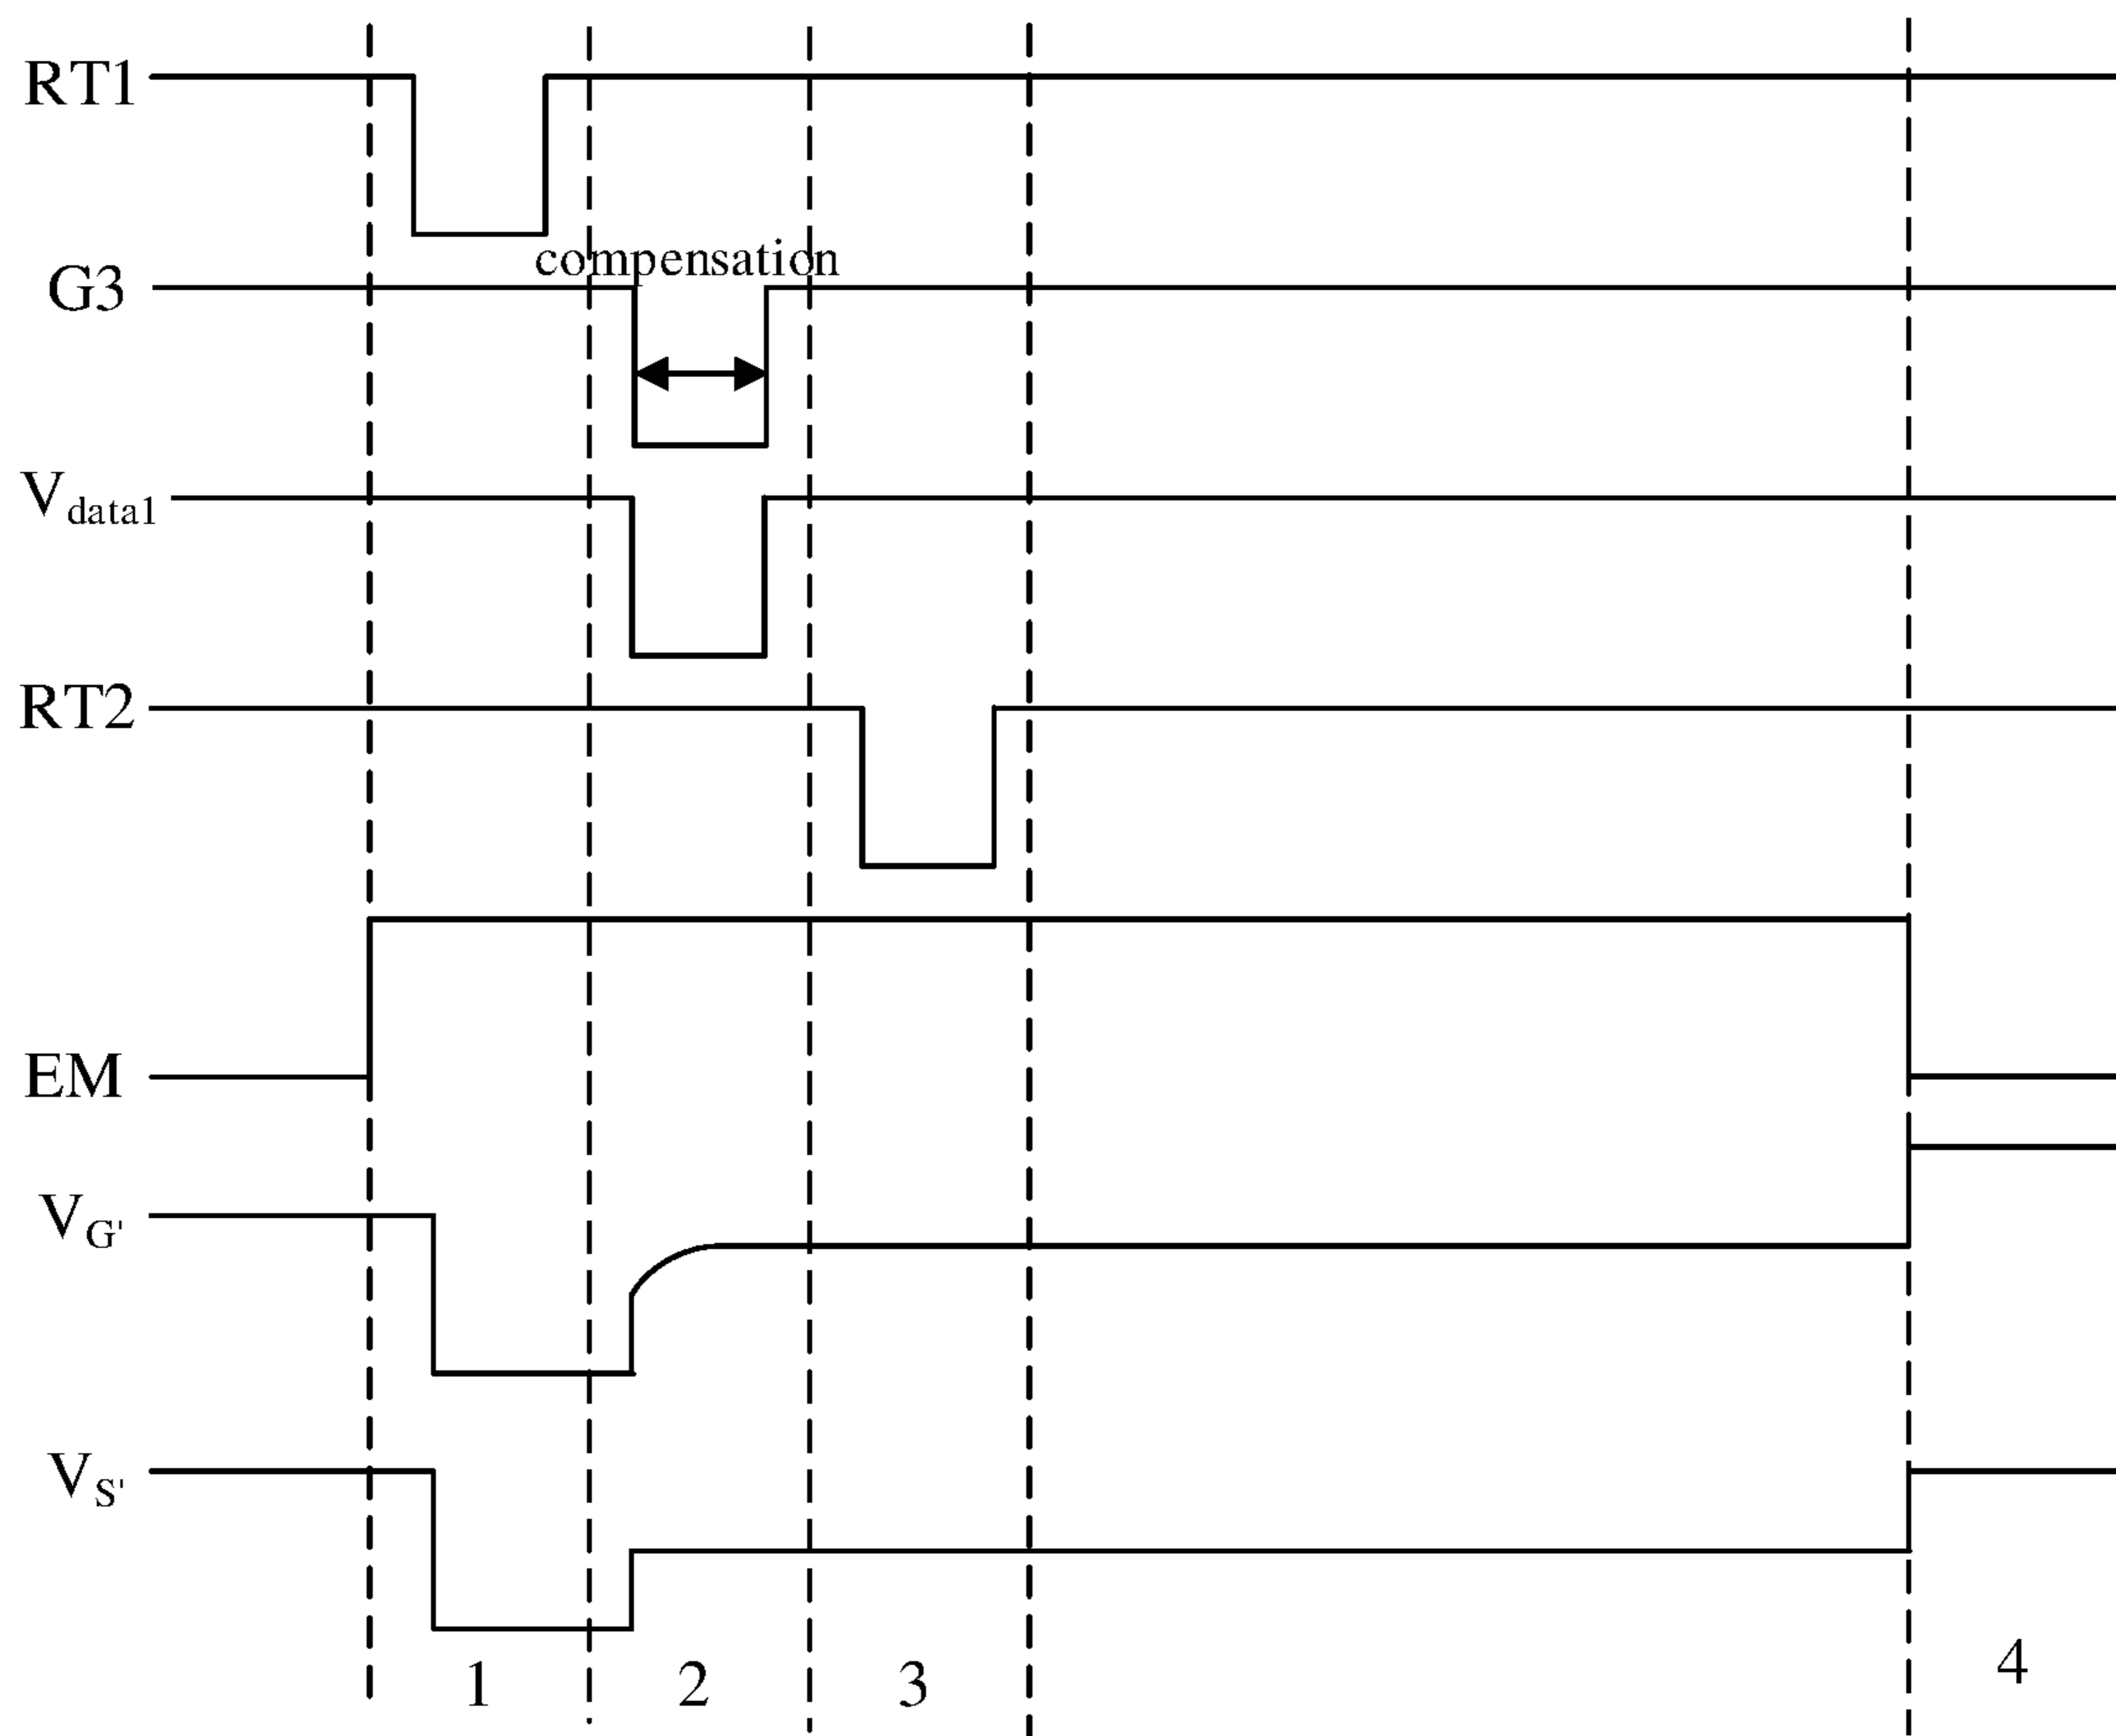 RT1
compensation
G3
Vdata1
RT2
EM
VG'
VS'
1 2 3 4